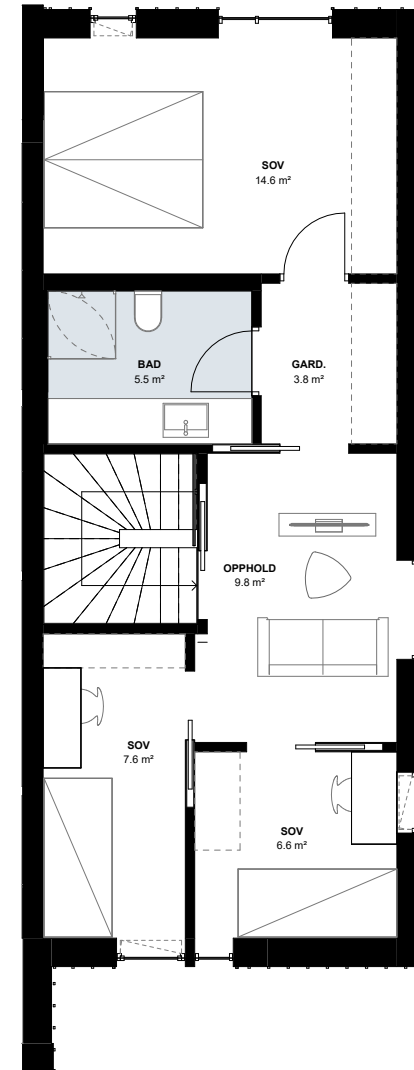 SOV
14.6 m²
BAD
5.5 m²
GARD.
3.8 m²
OPPHOLD
9.8 m²
SOV
7.6 m²
SOV
6.6 m²